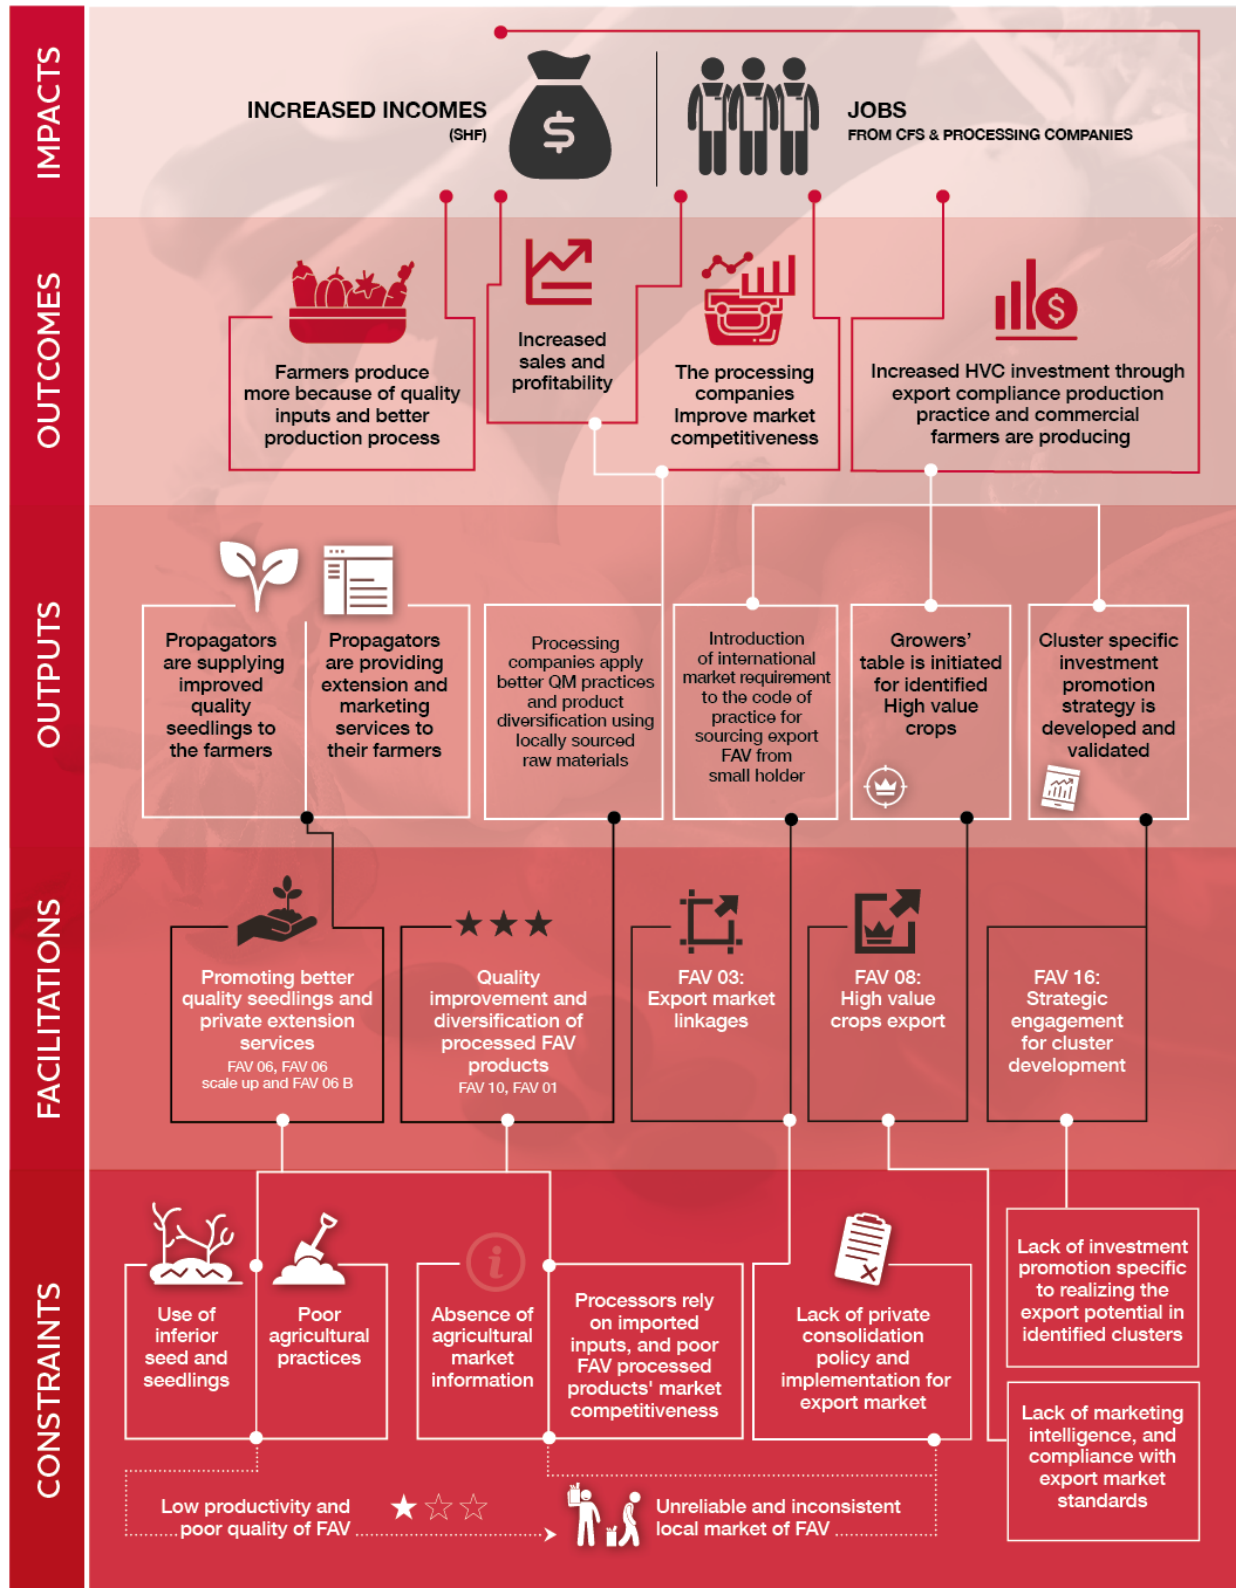 IMPACTS
INCREASED INCOMES
(SHF)
$
JOBS
FROM CFS & PROCESSING COMPANIES
OUTCOMES
Farmers produce
more because of quality
inputs and better
production process
Increased
sales and
profitability
The processing
companies
Improve market
competitiveness
$
Increased HVC investment through
export compliance production
practice and commercial
farmers are producing
OUTPUTS
Propagators
are supplying
improved
quality
seedlings to
the farmers
Propagators
are providing
extension and
marketing
services to
their farmers
Processing
companies apply
better QM practices
and product
diversification using
locally sourced
raw materials
Introduction
of international
market requirement
to the code of
practice for
sourcing export
FAV from
small holder
Growers'
table is initiated
for identified
High value
crops
Cluster specific
investment
promotion
strategy is
developed and
validated
FACILITATIONS
Promoting better
quality seedlings and
private extension
services
FAV 06, FAV 06
scale up and FAV 06 B
Quality
improvement and
diversification of
processed FAV
products
FAV 10, FAV 01
FAV 03:
Export market
linkages
FAV 08:
High value
crops export
FAV 16:
Strategic
engagement
for cluster
development
CONSTRAINTS
Use of
inferior
seed and
seedlings
Poor
agricultural
practices
i
Absence of
agricultural
market
information
Processors rely
on imported
inputs, and poor
FAV processed
products' market
competitiveness
Lack of private
consolidation
policy and
implementation for
export market
Lack of investment
promotion specific
to realizing the
export potential in
identified clusters
Lack of marketing
intelligence, and
compliance with
export market
standards
Low productivity and
poor quality of FAV
Unreliable and inconsistent
local market of FAV